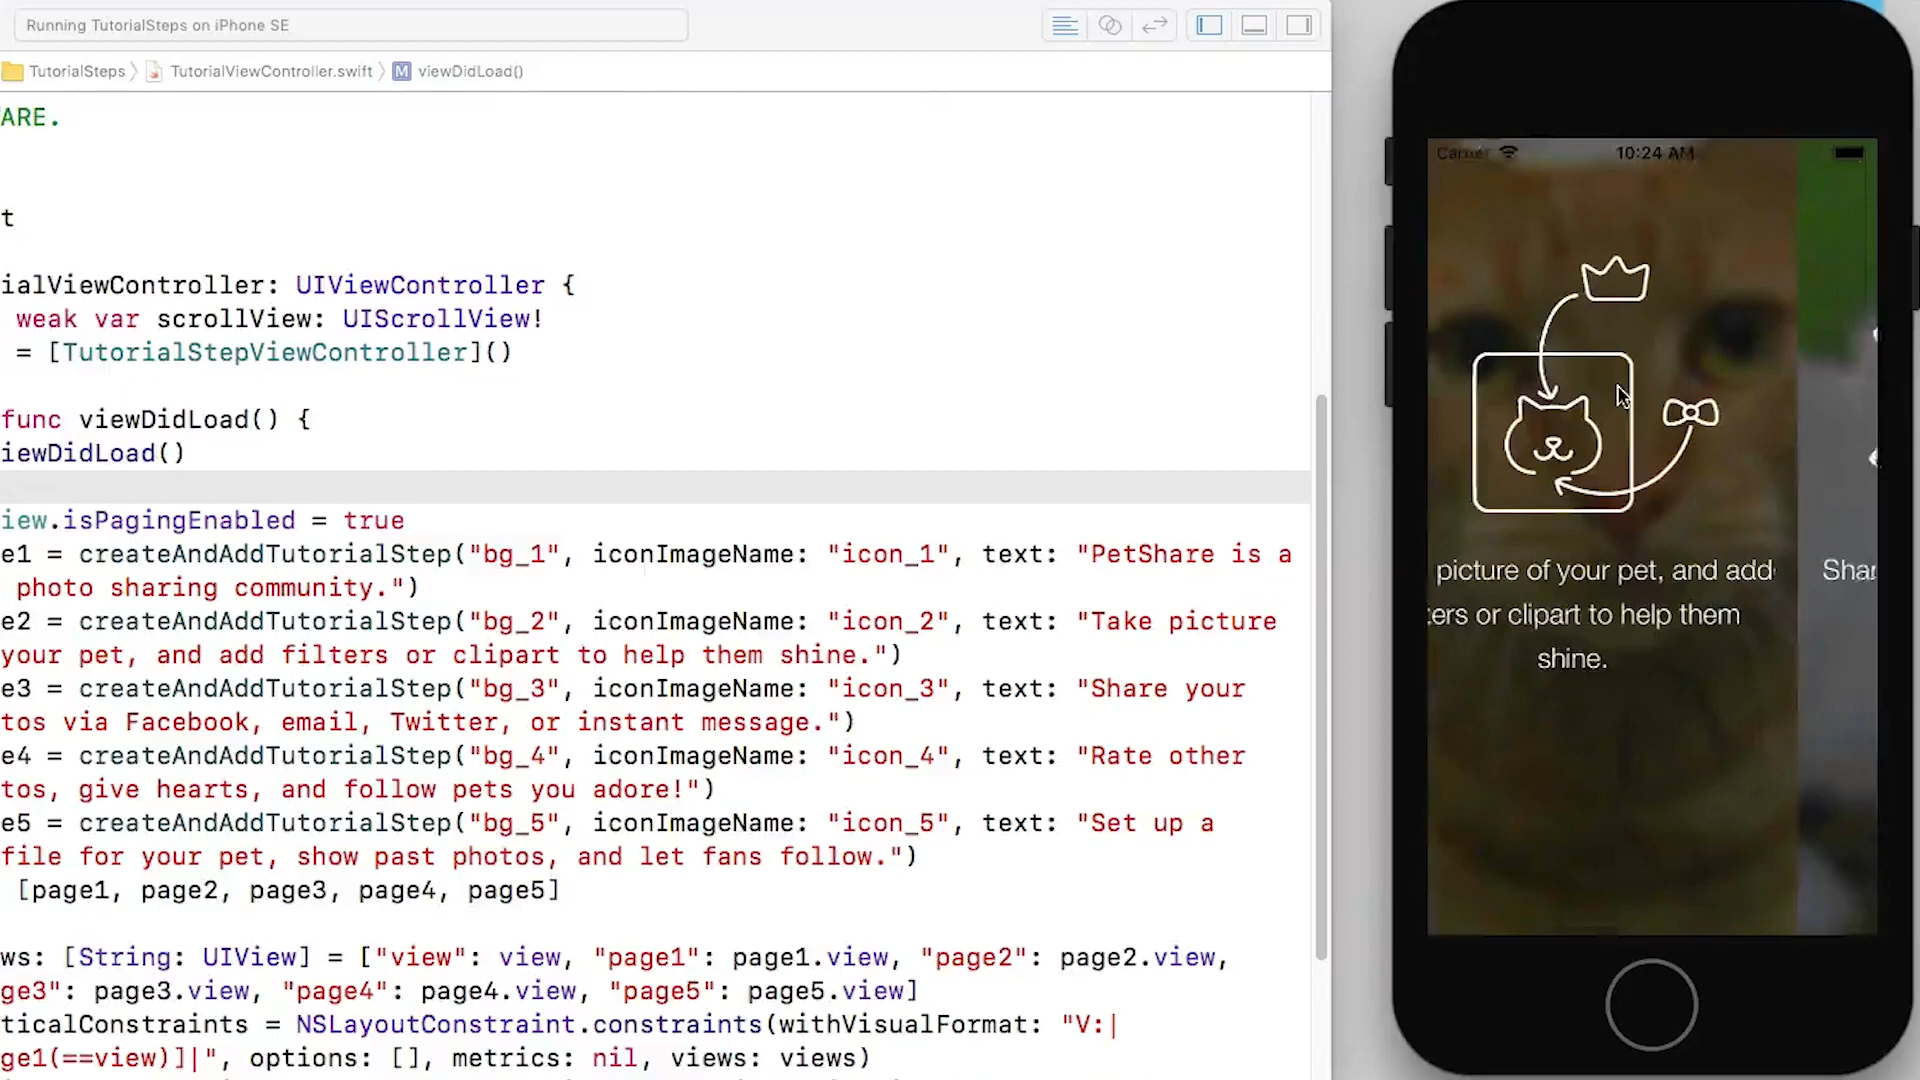 Running TutorialSteps on iPhone SE
TutorialSteps
TutorialViewController.swift
M
viewDidLoad()
ARE.
t
ialViewController: UIViewController {
weak var scrollView: UIScrollView!
= [TutorialStepViewController]()
func viewDidLoad() {
iewDidLoad()
iew.isPagingEnabled = true
e1 = createAndAddTutorialStep("bg_1", iconImageName: "icon_1", text: "PetShare is a
photo sharing community.")
e2 = createAndAddTutorialStep("bg_2", iconImageName: "icon_2", text: "Take picture
your pet, and add filters or clipart to help them shine.")
e3 = createAndAddTutorialStep("bg_3", iconImageName: "icon_3", text: "Share your
tos via Facebook, email, Twitter, or instant message.")
e4 = createAndAddTutorialStep("bg_4", iconImageName: "icon_4", text: "Rate other
tos, give hearts, and follow pets you adore!")
e5 = createAndAddTutorialStep("bg_5", iconImageName: "icon_5", text: "Set up a
file for your pet, show past photos, and let fans follow.")
[page1, page2, page3, page4, page5]
ws: [String: UIView] = ["view": view, "page1": page1.view, "page2": page2.view,
ge3": page3.view, "page4": page4.view, "page5": page5.view]
ticalConstraints = NSLayoutConstraint.constraints(withVisualFormat: "V:|
ge1(==view)]|", options: [], metrics: nil, views: views)
Carrier
10:24 AM
picture of your pet, and add
ters or clipart to help them
shine.
Shar